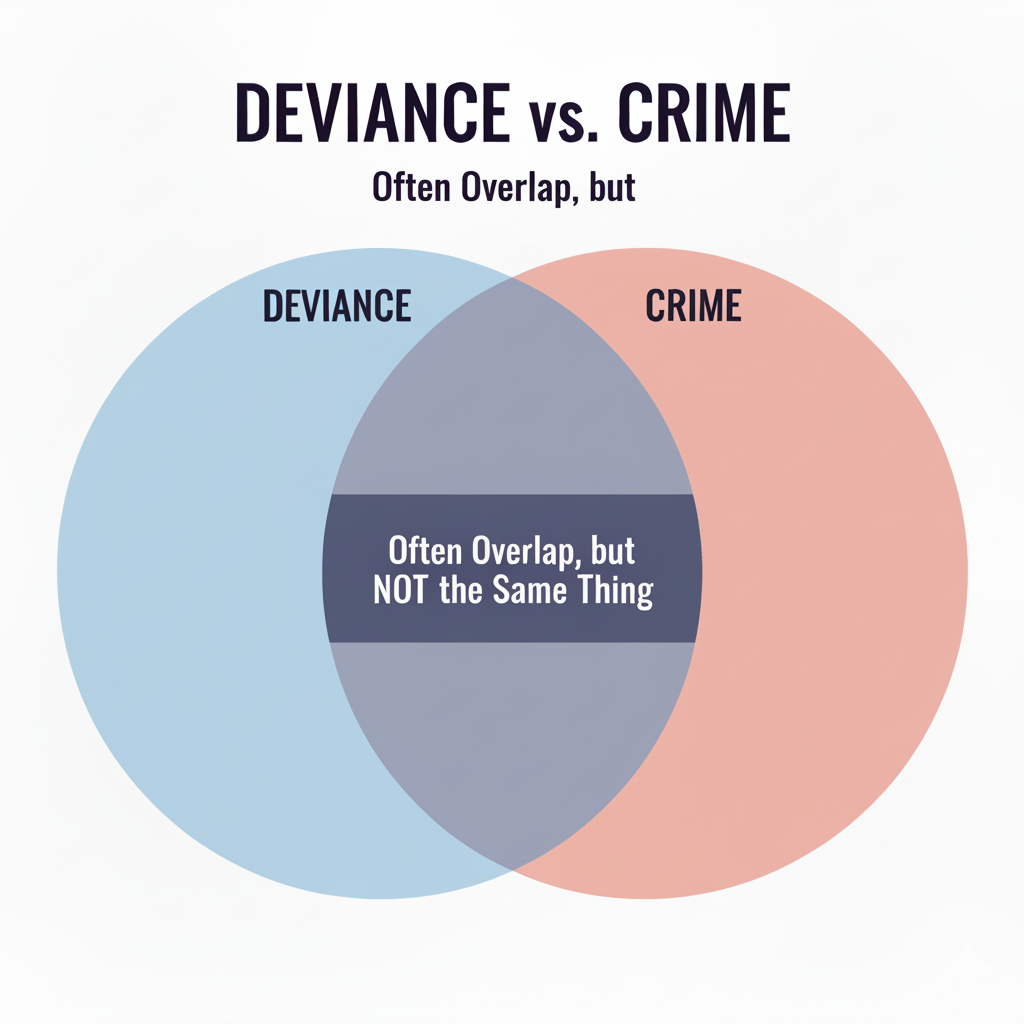 DEVIANCE vs. CRIME
Often Overlap, but
DEVIANCE
CRIME
Often Overlap, but
NOT the Same Thing